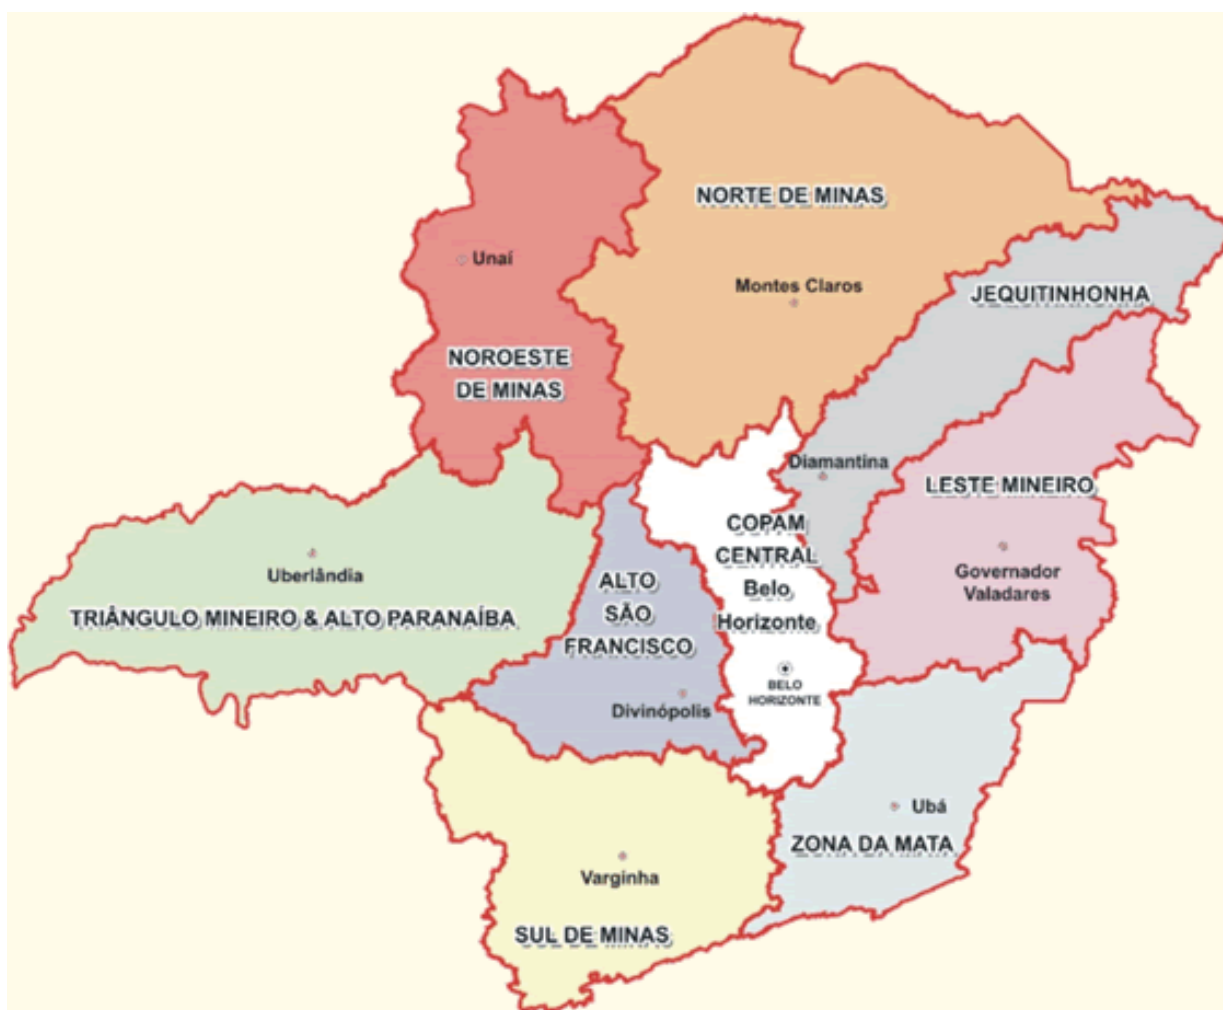 NORTE DE MINAS
Unaí
Montes Claros
JEQUITINHONHA
NOROESTE
DE MINAS
Diamantina
LESTE MINEIRO
COPAM
CENTRAL
Belo
Horizonte
Governador
Valadares
Uberlândia
TRIÂNGULO MINEIRO & ALTO PARANAÍBA
ALTO
SÃO
FRANCISCO
BELO
HORIZONTE
Divinópolis
Ubá
ZONA DA MATA
Varginha
SUL DE MINAS